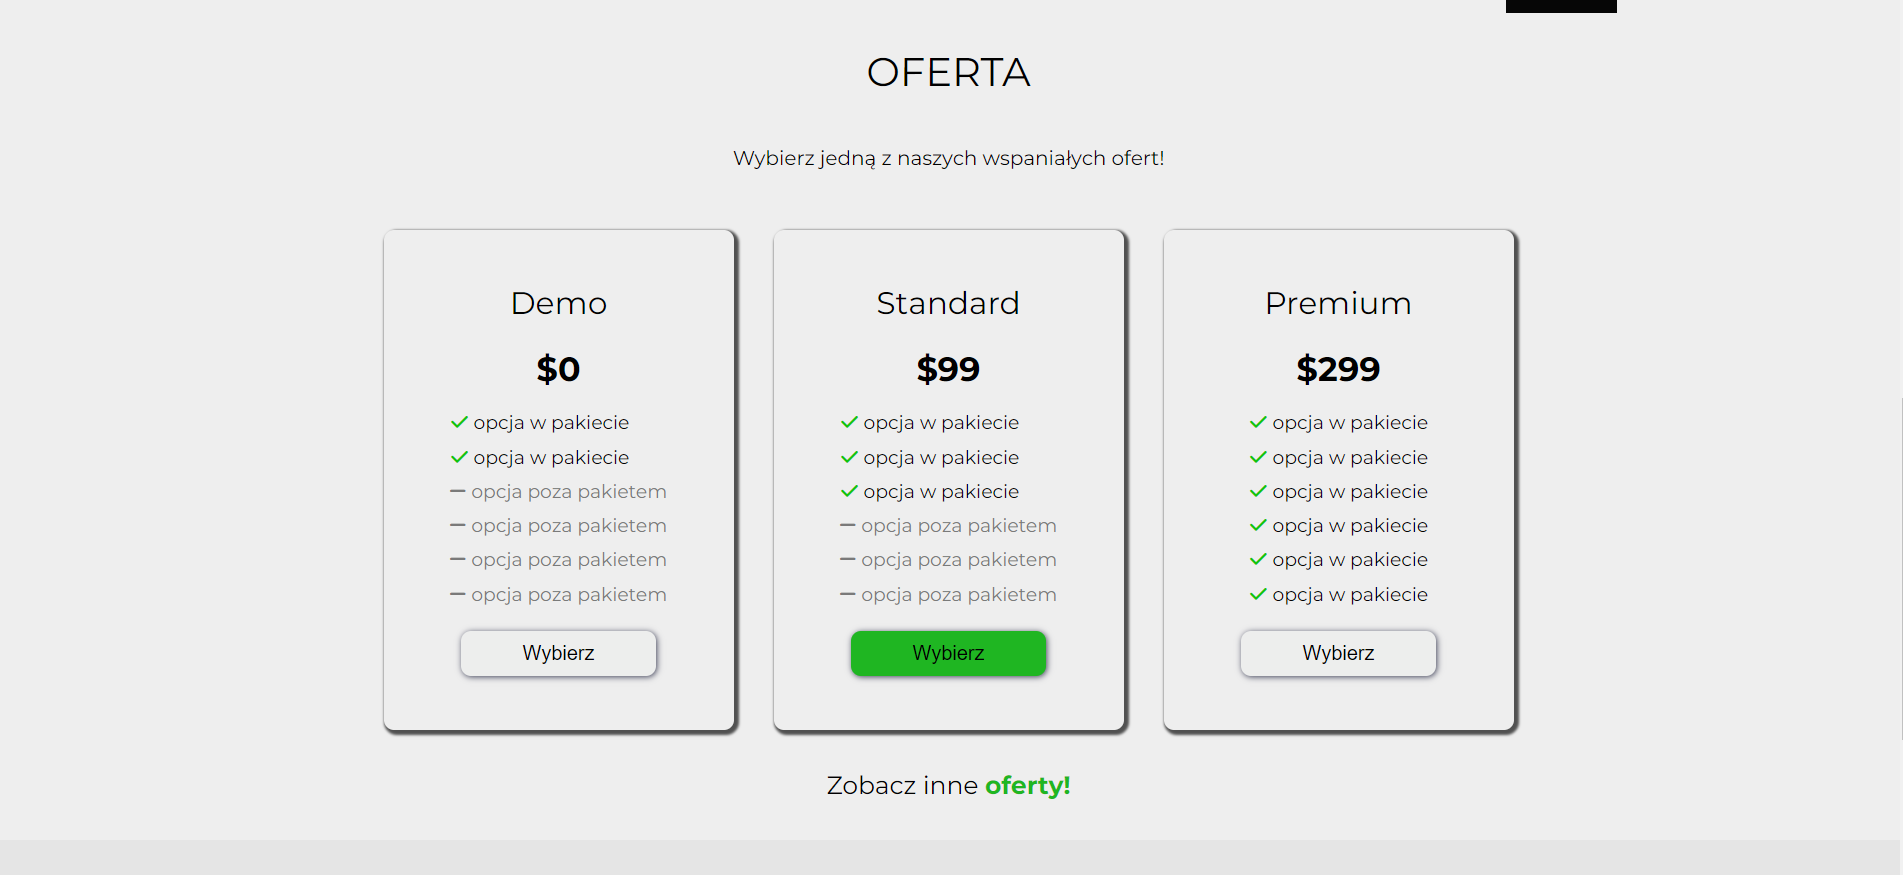 OFERTA
Wybierz jedną z naszych wspaniałych ofert!
Demo
$0
opcja w pakiecie
opcja w pakiecie
opcja poza pakietem
opcja poza pakietem
opcja poza pakietem
opcja poza pakietem
Wybierz
Standard
$99
opcja w pakiecie
opcja w pakiecie
opcja w pakiecie
opcja poza pakietem
opcja poza pakietem
opcja poza pakietem
Wybierz
Premium
$299
opcja w pakiecie
opcja w pakiecie
opcja w pakiecie
opcja w pakiecie
opcja w pakiecie
opcja w pakiecie
Wybierz
Zobacz inne oferty!